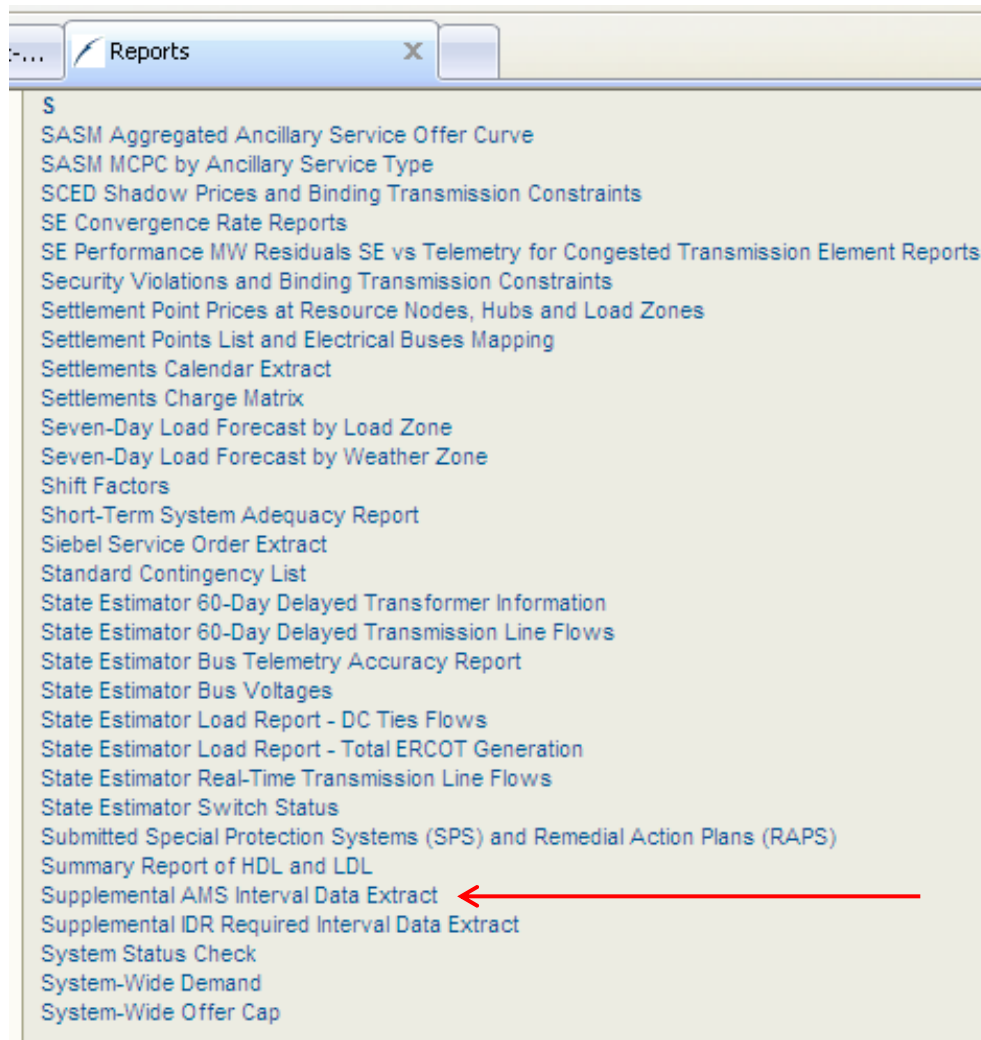 -... Reports X
S
SASM Aggregated Ancillary Service Offer Curve
SASM MCPC by Ancillary Service Type
SCED Shadow Prices and Binding Transmission Constraints
SE Convergence Rate Reports
SE Performance MW Residuals SE vs Telemetry for Congested Transmission Element Reports
Security Violations and Binding Transmission Constraints
Settlement Point Prices at Resource Nodes, Hubs and Load Zones
Settlement Points List and Electrical Buses Mapping
Settlements Calendar Extract
Settlements Charge Matrix
Seven-Day Load Forecast by Load Zone
Seven-Day Load Forecast by Weather Zone
Shift Factors
Short-Term System Adequacy Report
Siebel Service Order Extract
Standard Contingency List
State Estimator 60-Day Delayed Transformer Information
State Estimator 60-Day Delayed Transmission Line Flows
State Estimator Bus Telemetry Accuracy Report
State Estimator Bus Voltages
State Estimator Load Report - DC Ties Flows
State Estimator Load Report - Total ERCOT Generation
State Estimator Real-Time Transmission Line Flows
State Estimator Switch Status
Submitted Special Protection Systems (SPS) and Remedial Action Plans (RAPS)
Summary Report of HDL and LDL
Supplemental AMS Interval Data Extract
Supplemental IDR Required Interval Data Extract
System Status Check
System-Wide Demand
System-Wide Offer Cap